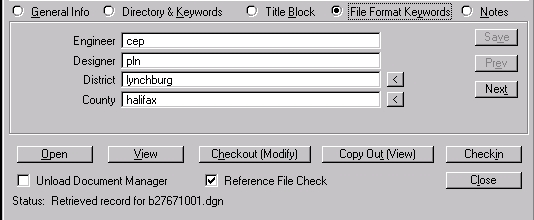 General Info Directory & Keywords Title Block File Format Keywords Notes
Engineer cep Save
Designer pln Prev
District lynchburg < Next
County halifax <
Open View Checkout (Modify) Copy Out (View) Checkin
Unload Document Manager Reference File Check Close
Status: Retrieved record for b27671001.dgn